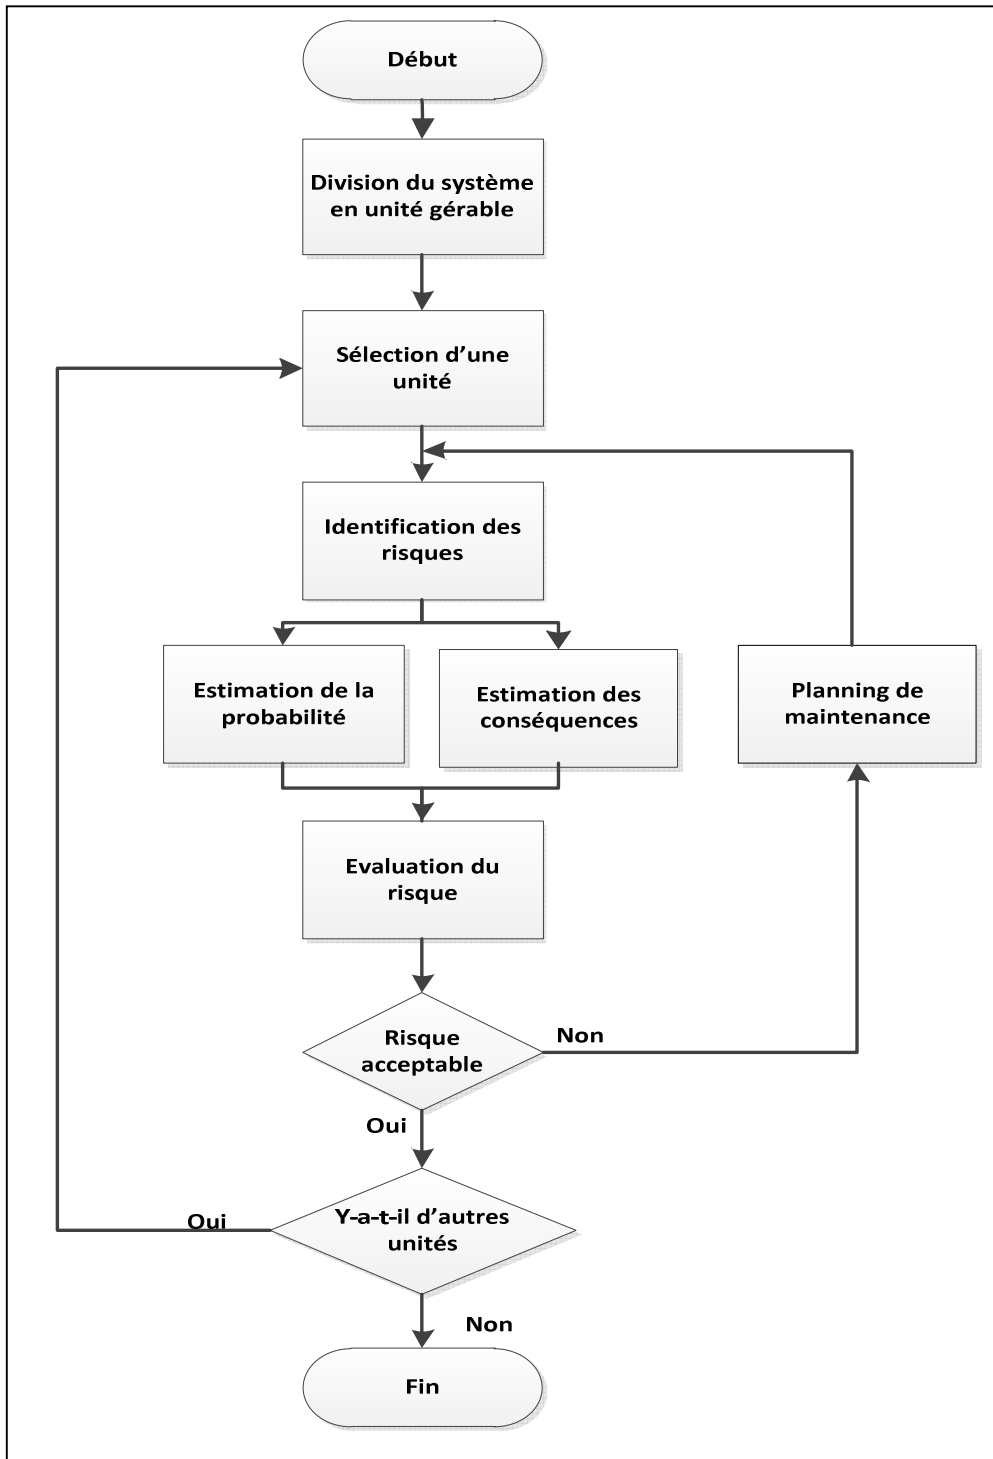 Début
Division du système
en unité gérable
Sélection d'une
unité
Identification des
risques
Estimation de la
probabilité
Estimation des
conséquences
Planning de
maintenance
Evaluation du
risque
Risque
acceptable
Non
Oui
Y-a-t-il d'autres
unités
Oui
Non
Fin